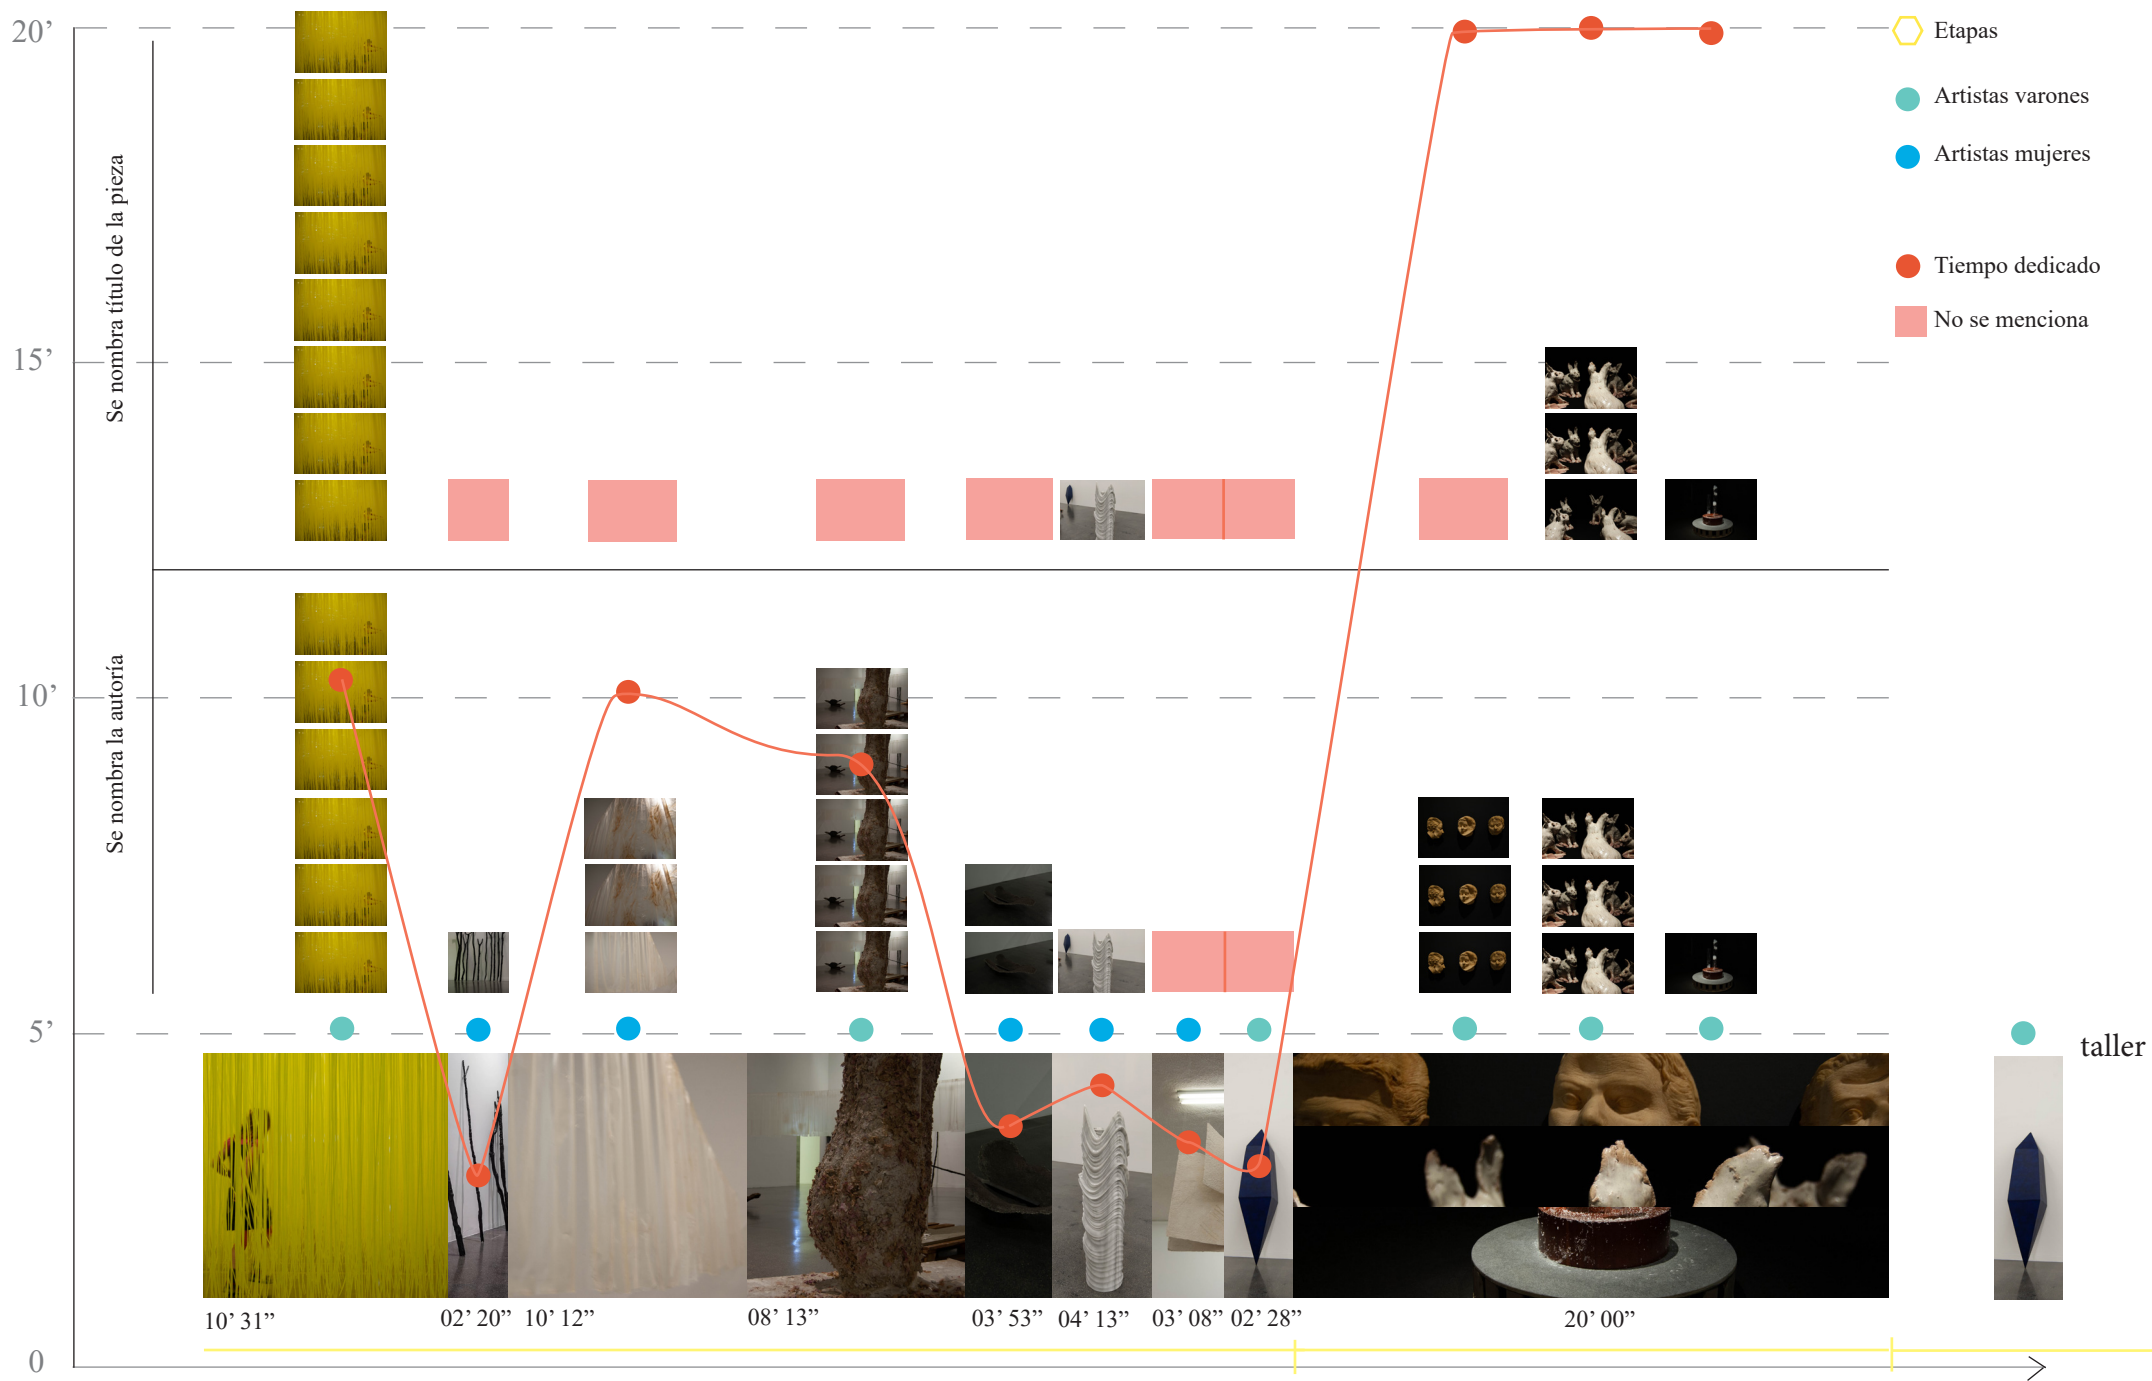 20’
15’
10’
5’
0
Se nombra título de la pieza
Se nombra la autoría
Etapas
Artistas varones
Artistas mujeres
Tiempo dedicado
No se menciona
taller
10’ 31”
02’ 20”
10’ 12”
08’ 13”
03’ 53”
04’ 13”
03’ 08”
02’ 28”
20’ 00”